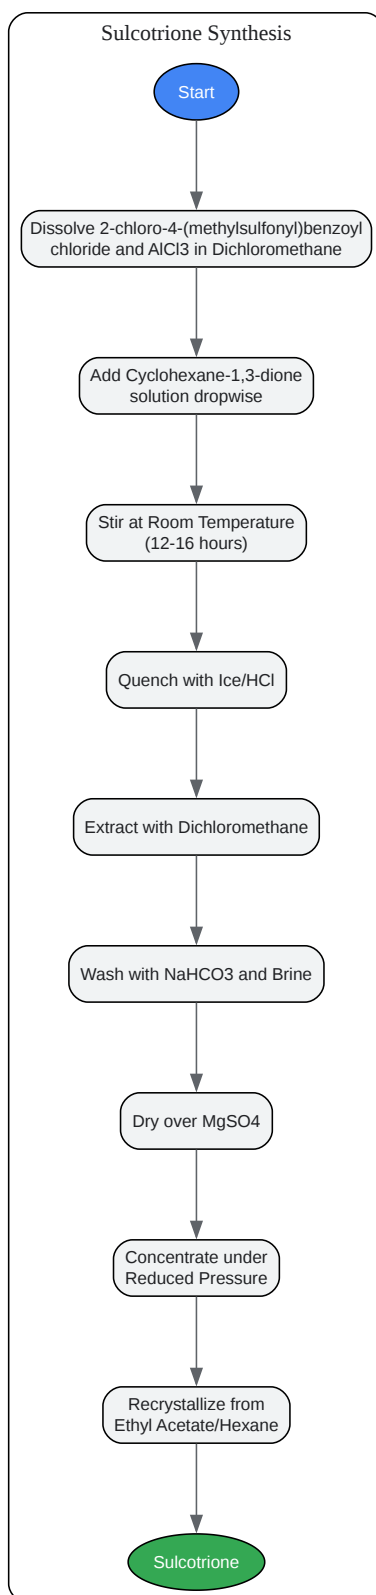 Sulcotrione Synthesis
Start
Dissolve 2-chloro-4-(methylsulfonyl)benzoyl
chloride and AlCl3 in Dichloromethane
Add Cyclohexane-1,3-dione
solution dropwise
Stir at Room Temperature
(12-16 hours)
Quench with Ice/HCl
Extract with Dichloromethane
Wash with NaHCO3 and Brine
Dry over MgSO4
Concentrate under
Reduced Pressure
Recrystallize from
Ethyl Acetate/Hexane
Sulcotrione